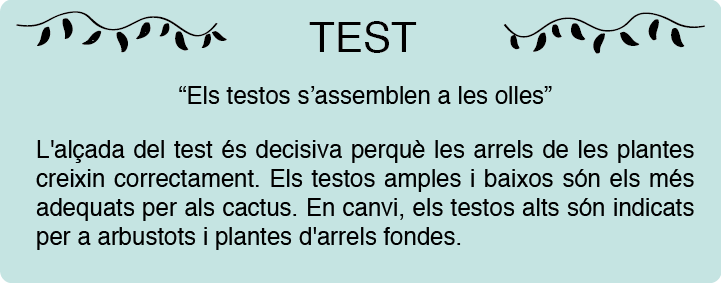 TEST
“Els testos s’assemblen a les olles”
L'alçada del test és decisiva perquè les arrels de les plantes
creixin correctament. Els testos amples i baixos són els més
adequats per als cactus. En canvi, els testos alts són indicats
per a arbustots i plantes d'arrels fondes.